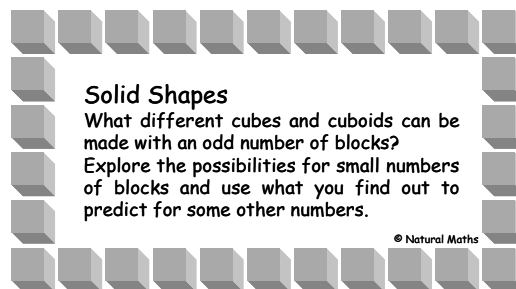 Solid Shapes
What different cubes and cuboids can be
made with an odd number of blocks?
Explore the possibilities for small numbers
of blocks and use what you find out to
predict for some other numbers.
© Natural Maths